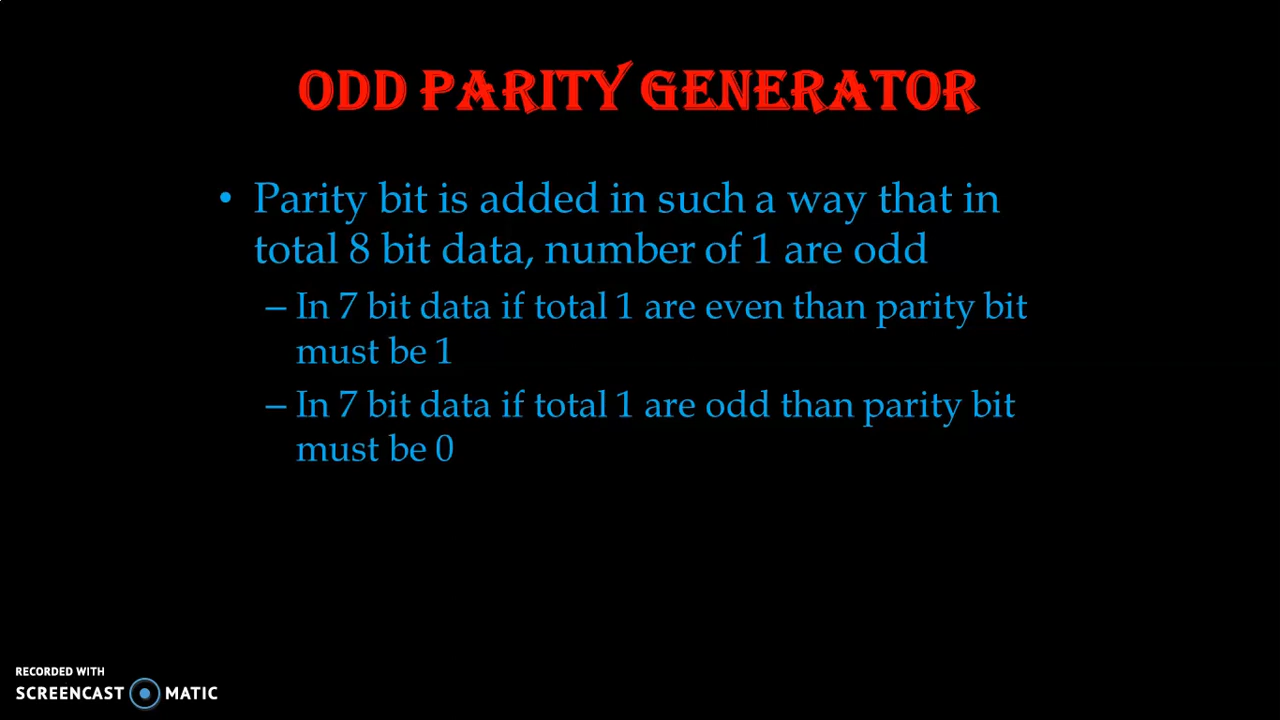 ODD PARITY GENERATOR
• Parity bit is added in such a way that in
total 8 bit data, number of 1 are odd
– In 7 bit data if total 1 are even than parity bit
must be 1
– In 7 bit data if total 1 are odd than parity bit
must be 0
RECORDED WITH
SCREENCAST MATIC